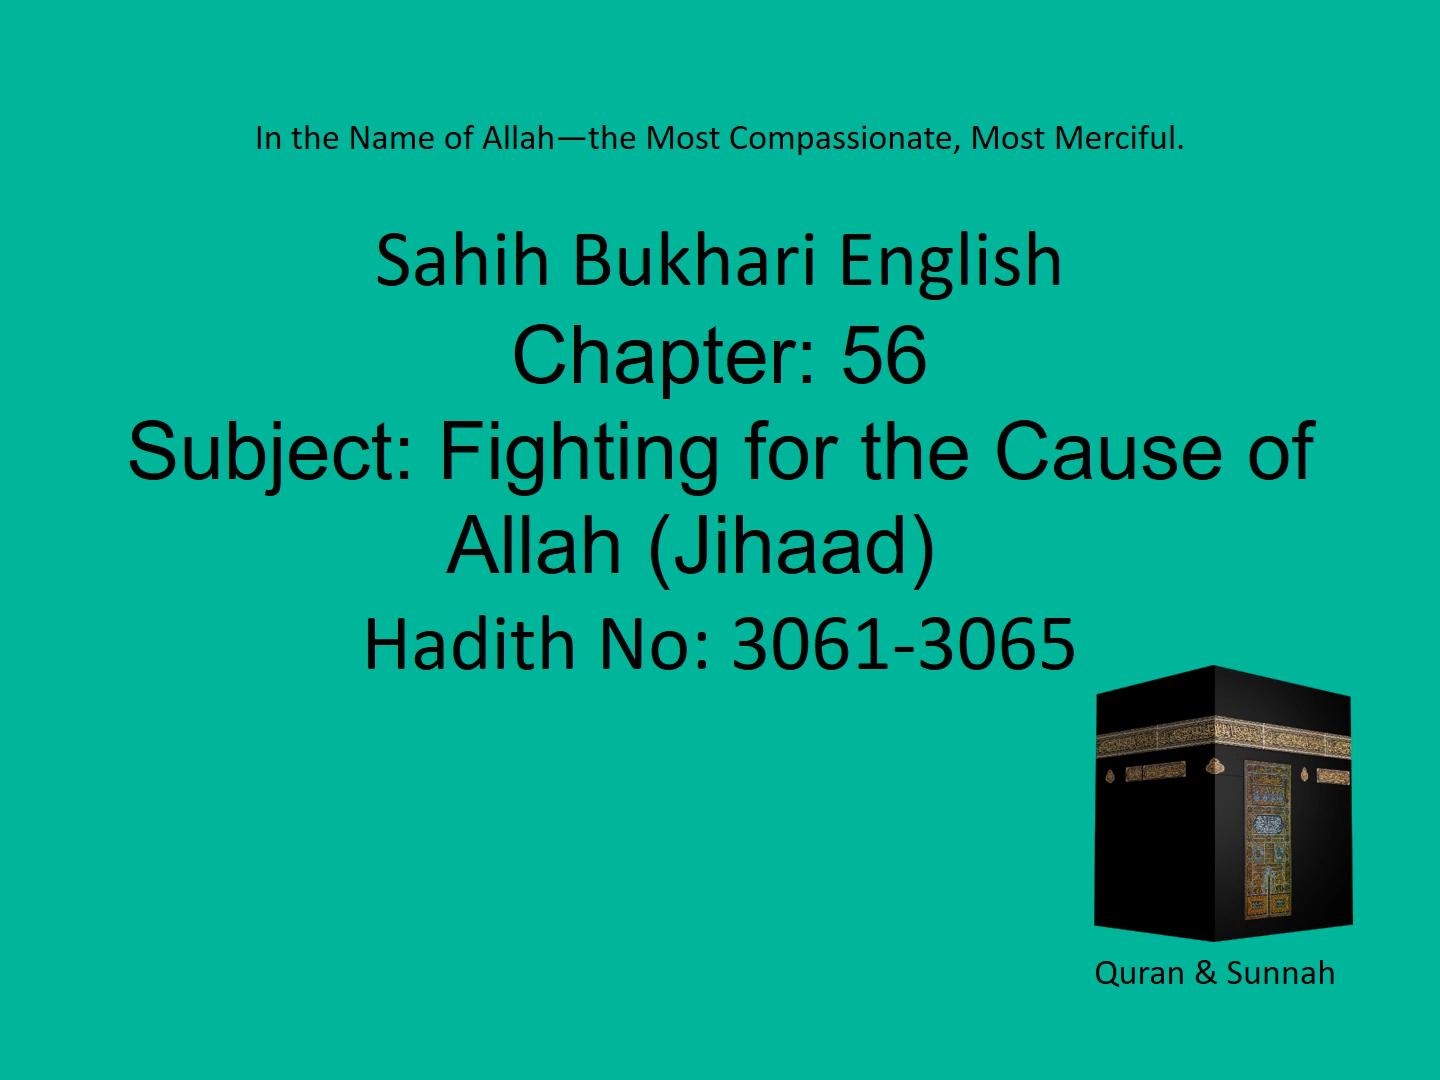 In the Name of Allah—the Most Compassionate, Most Merciful.
Sahih Bukhari English
Chapter: 56
Subject: Fighting for the Cause of
Allah (Jihaad)
Hadith No: 3061-3065
Quran & Sunnah